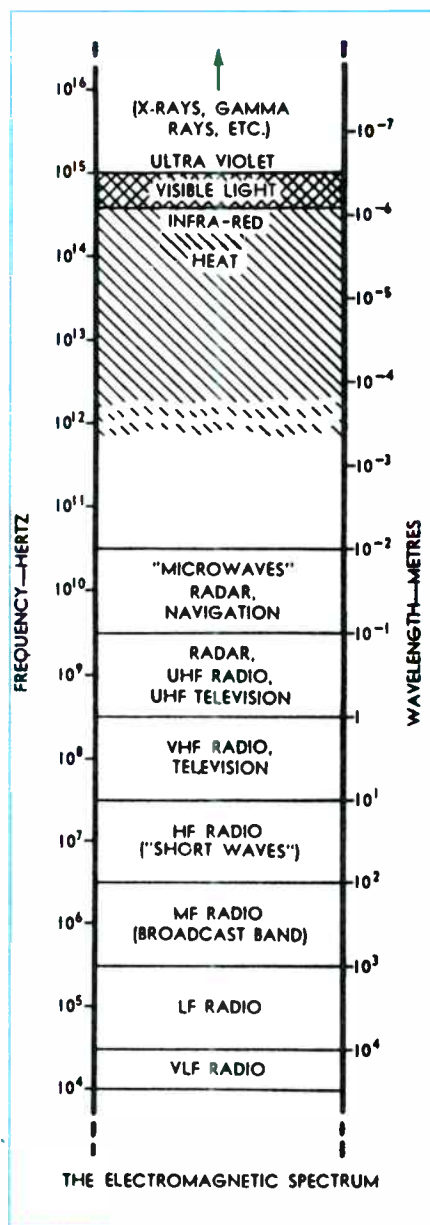 10¹⁶
(X-RAYS, GAMMA
RAYS, ETC.)
10⁻⁷
ULTRA VIOLET
10¹⁵
VISIBLE LIGHT
10⁻⁶
INFRA-RED
10¹⁴
HEAT
10⁻⁵
10¹³
10⁻⁴
10¹²
10⁻³
10¹¹
FREQUENCY—HERTZ
WAVELENGTH—METRES
10⁻²
"MICROWAVES"
10¹⁰
RADAR,
NAVIGATION
10⁻¹
RADAR,
10⁹
UHF RADIO,
UHF TELEVISION
1
VHF RADIO,
10⁸
TELEVISION
10¹
HF RADIO
10⁷
("SHORT WAVES")
10²
MF RADIO
10⁶
(BROADCAST BAND)
10³
10⁵
LF RADIO
10⁴
VLF RADIO
10⁴
THE ELECTROMAGNETIC SPECTRUM